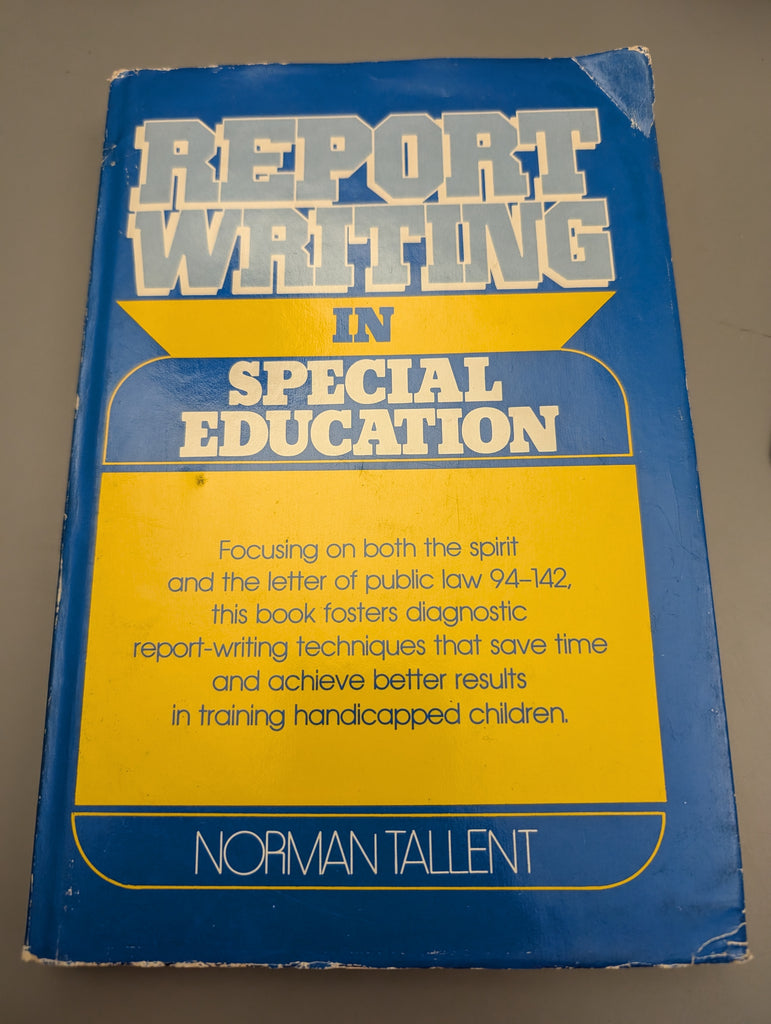 REPORT
WRITING
IN
SPECIAL
EDUCATION
Focusing on both the spirit
and the letter of public law 94–142,
this book fosters diagnostic
report-writing techniques that save time
and achieve better results
in training handicapped children.
NORMAN TALLENT